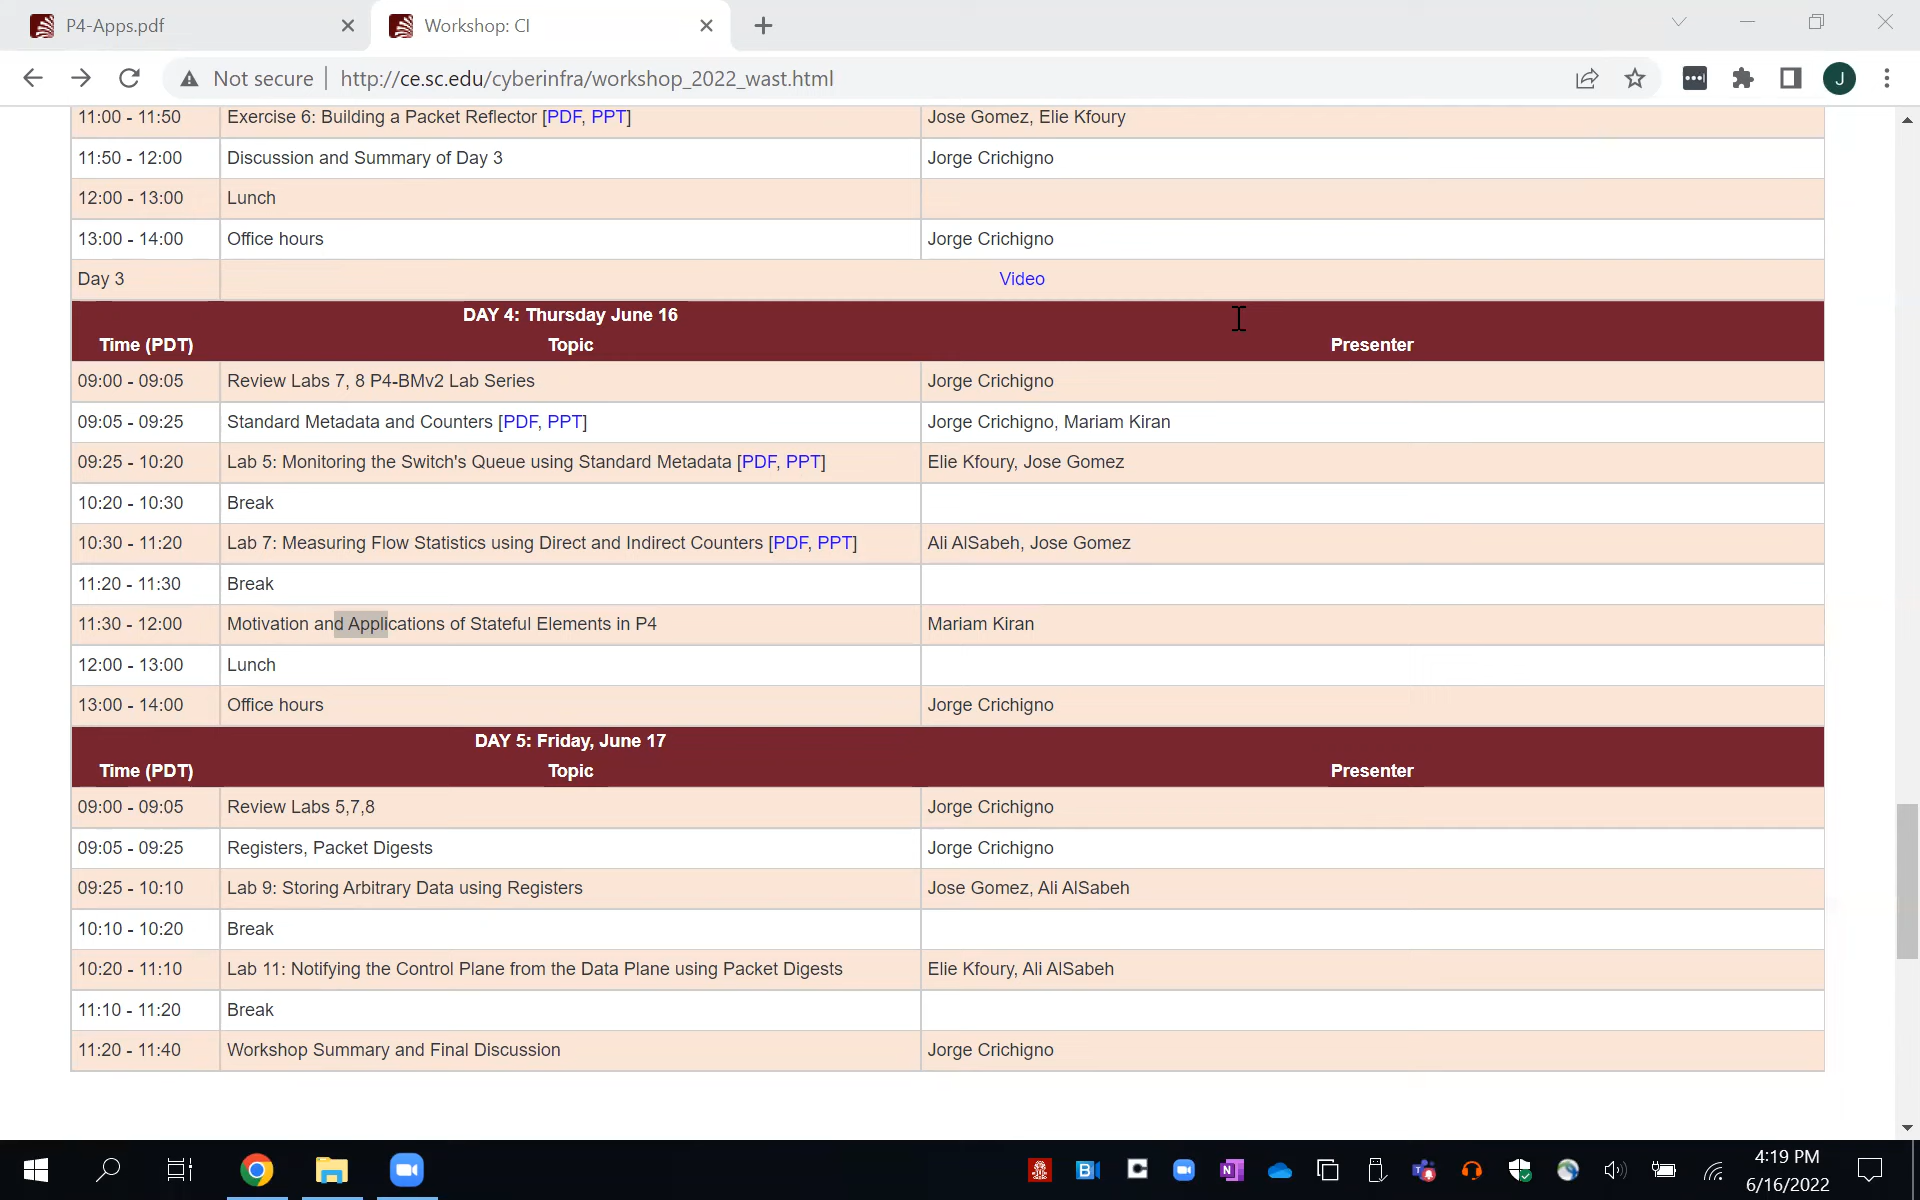 P4-Apps.pdf
Workshop: CI
Not secure
http://ce.sc.edu/cyberinfra/workshop_2022_wast.html
J
11:00 - 11:50 Exercise 6: Building a Packet Reflector [PDF, PPT] Jose Gomez, Elie Kfoury
11:50 - 12:00 Discussion and Summary of Day 3 Jorge Crichigno
12:00 - 13:00 Lunch
13:00 - 14:00 Office hours Jorge Crichigno
Day 3 Video
DAY 4: Thursday June 16
Time (PDT) Topic Presenter
09:00 - 09:05 Review Labs 7, 8 P4-BMv2 Lab Series Jorge Crichigno
09:05 - 09:25 Standard Metadata and Counters [PDF, PPT] Jorge Crichigno, Mariam Kiran
09:25 - 10:20 Lab 5: Monitoring the Switch's Queue using Standard Metadata [PDF, PPT] Elie Kfoury, Jose Gomez
10:20 - 10:30 Break
10:30 - 11:20 Lab 7: Measuring Flow Statistics using Direct and Indirect Counters [PDF, PPT] Ali AlSabeh, Jose Gomez
11:20 - 11:30 Break
11:30 - 12:00 Motivation and Applications of Stateful Elements in P4 Mariam Kiran
12:00 - 13:00 Lunch
13:00 - 14:00 Office hours Jorge Crichigno
DAY 5: Friday, June 17
Time (PDT) Topic Presenter
09:00 - 09:05 Review Labs 5,7,8 Jorge Crichigno
09:05 - 09:25 Registers, Packet Digests Jorge Crichigno
09:25 - 10:10 Lab 9: Storing Arbitrary Data using Registers Jose Gomez, Ali AlSabeh
10:10 - 10:20 Break
10:20 - 11:10 Lab 11: Notifying the Control Plane from the Data Plane using Packet Digests Elie Kfoury, Ali AlSabeh
11:10 - 11:20 Break
11:20 - 11:40 Workshop Summary and Final Discussion Jorge Crichigno
4:19 PM
6/16/2022